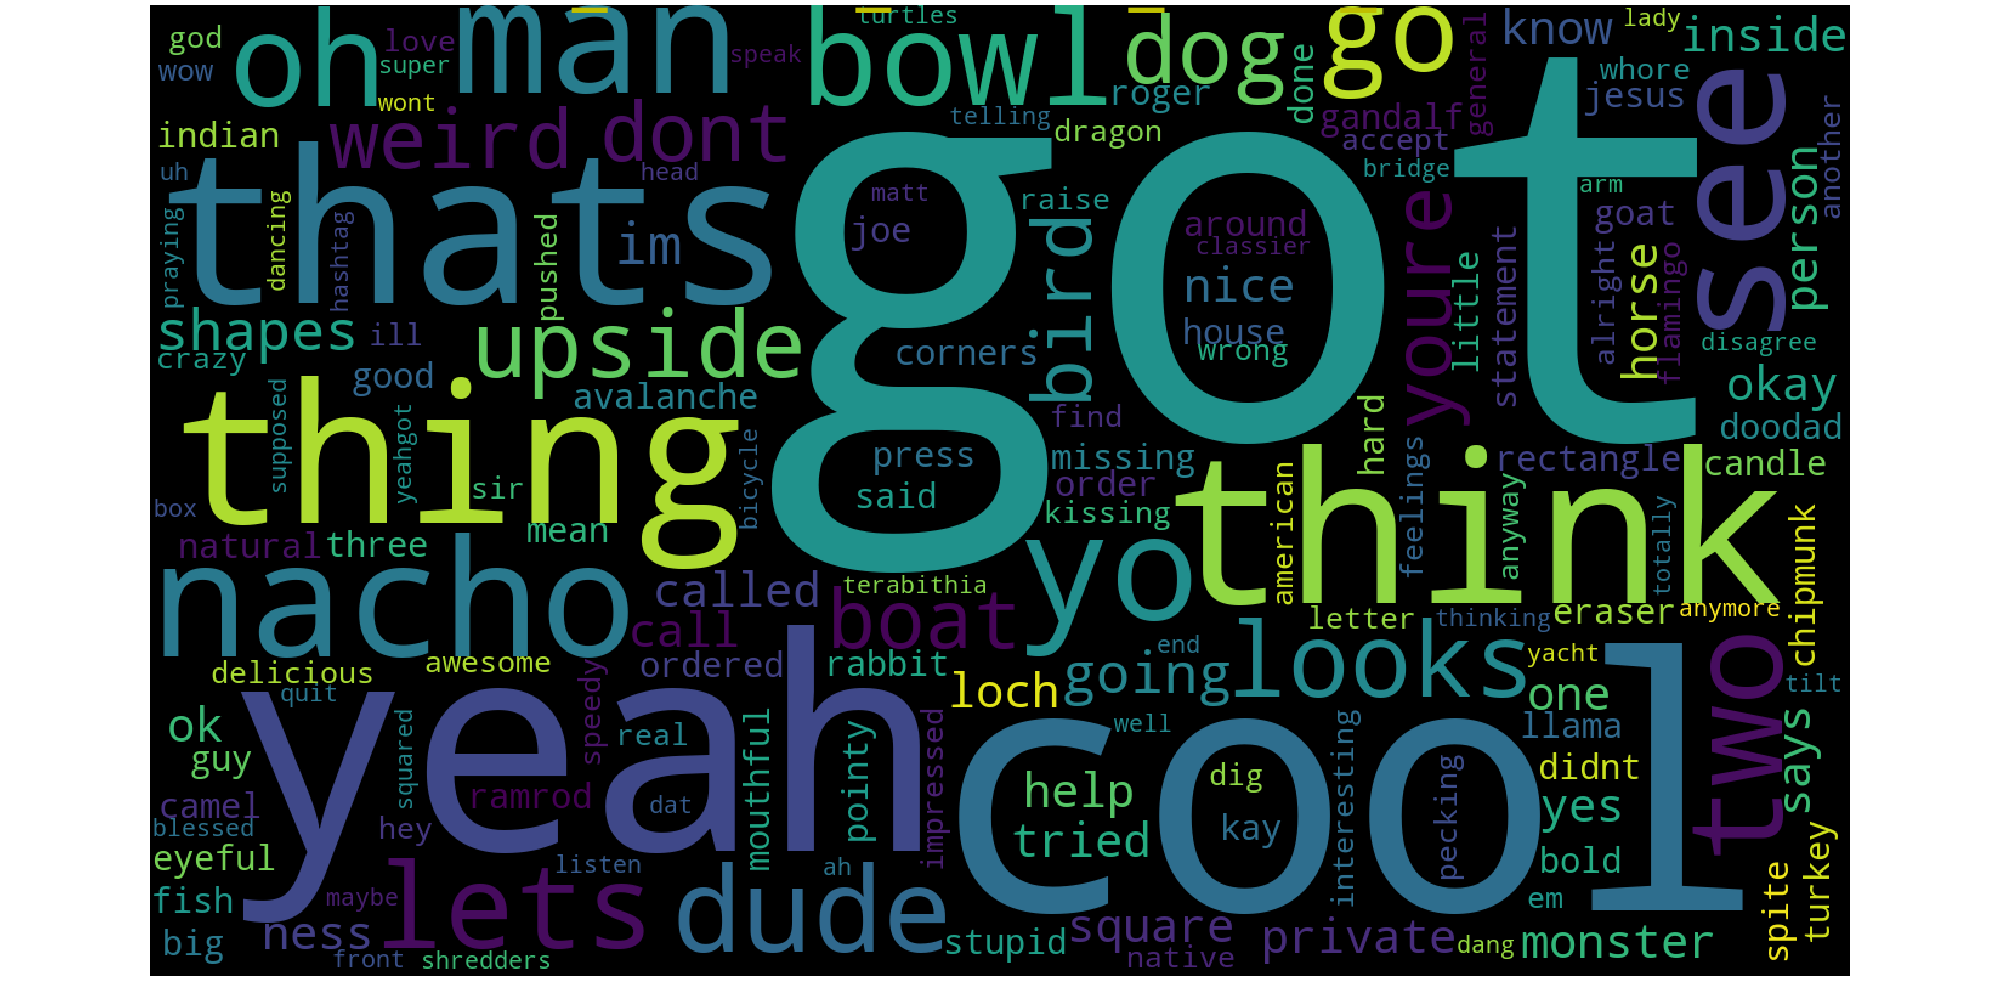 god
wow
oh
love
super
wont
man
speak
turtles
bowl
dog
done
go
general
know
lady
inside
whore
jesus
another
roger
telling
dragon
gandalf
accept
bridge
indian
weird
dont
uh
thats
head
got
see
person
praying
dancing
hashtag
pushed
im
matt
joe
raise
bird
around
classier
nice
house
wrong
your
youre
little
statement
arm
goat
alright
horse
flamingo
disagree
shapes
crazy
ill
good
upside
avalanche
corners
find
okay
doodad
thing
supposed
yeahgot
sir
mean
bicycle
press
said
missing
order
kissing
hard
feelings
american
think
anyway
rectangle
candle
totally
box
natural
three
nacho
called
call
boat
terabithia
yo
letter
thinking
eraser
anymore
chipmunk
delicious
quit
awesome
ordered
rabbit
loch
going
end
looks
yacht
one
two
tilt
ok
guy
yeah
squared
speedy
real
mouthful
pointy
impressed
well
cool
interesting
llama
didnt
says
camel
blessed
ramrod
hey
dat
help
tried
dig
kay
pecking
yes
bold
eyeful
fish
big
ness
maybe
front
lets
shredders
listen
dude
ah
stupid
square
native
private
dang
em
monster
spite
turkey